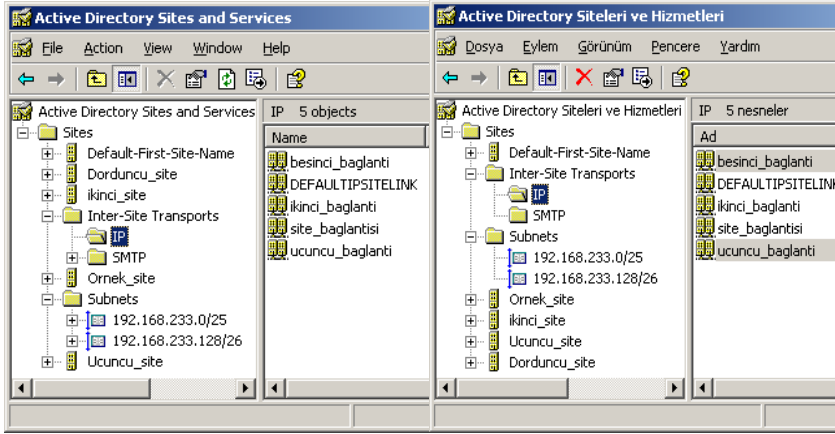 Active Directory Sites and Services
File Action View Window Help
Active Directory Sites and Services
Sites
Default-First-Site-Name
Dorduncu_site
ikinci_site
Inter-Site Transports
IP
SMTP
Ornek_site
Subnets
192.168.233.0/25
192.168.233.128/26
Ucuncu_site
IP 5 objects
Name
besinci_baglanti
DEFAULTIPSITELINK
ikinci_baglanti
site_baglantisi
ucuncu_baglanti
Active Directory Siteleri ve Hizmetleri
Dosya Eylem Görünüm Pencere Yardım
Active Directory Siteleri ve Hizmetleri
Sites
Default-First-Site-Name
Inter-Site Transports
IP
SMTP
Subnets
192.168.233.0/25
192.168.233.128/26
Ornek_site
ikinci_site
Ucuncu_site
Dorduncu_site
IP 5 nesneler
Ad
besinci_baglanti
DEFAULTIPSITELINK
ikinci_baglanti
site_baglantisi
ucuncu_baglanti